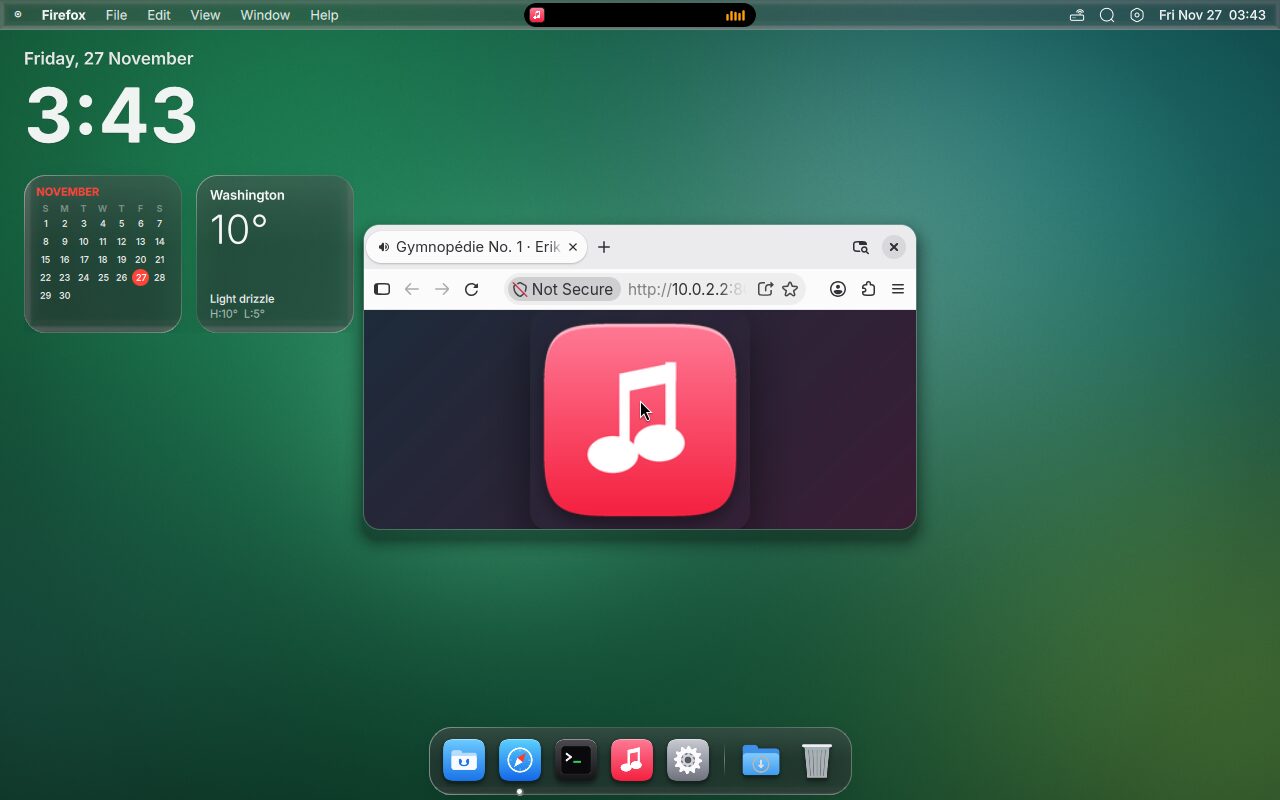 Firefox File Edit View Window Help Fri Nov 27 03:43
Friday, 27 November
3:43
NOVEMBER
S M T W T F S
1 2 3 4 5 6 7
8 9 10 11 12 13 14
15 16 17 18 19 20 21
22 23 24 25 26 27 28
29 30
Washington
10°
Light drizzle
H:10° L:5°
Gymnopédie No. 1 · Erik
Not Secure http://10.0.2.2:8